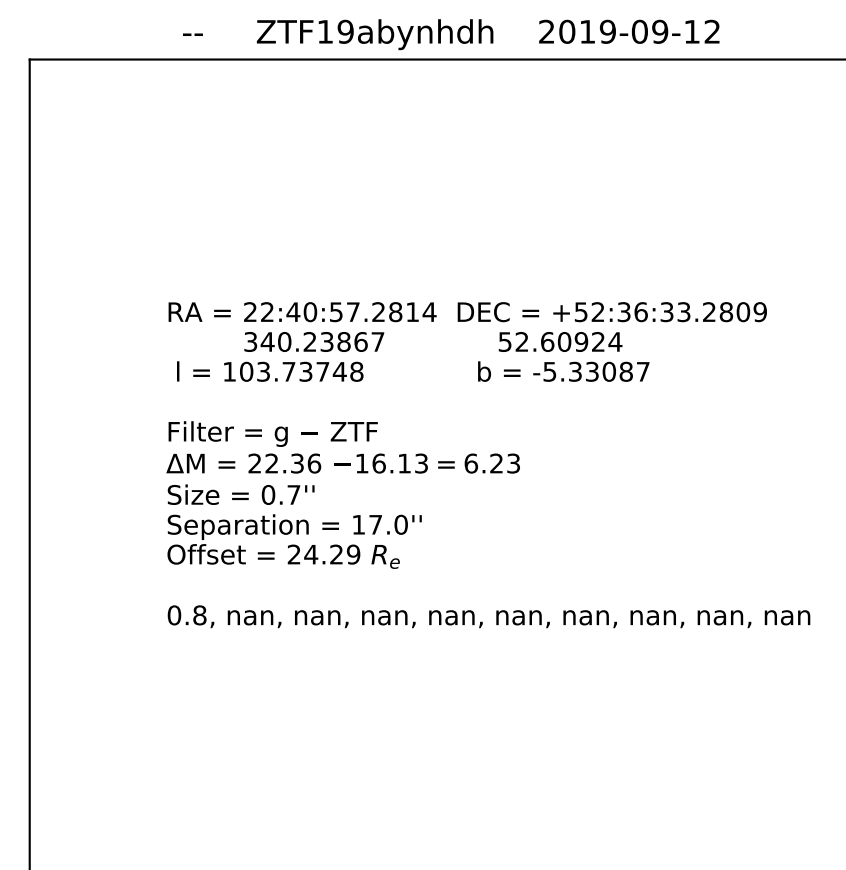 -- ZTF19abynhdh 2019-09-12
RA = 22:40:57.2814 DEC = +52:36:33.2809
340.23867 52.60924
l = 103.73748 b = -5.33087
Filter = g − ZTF
ΔM = 22.36 −16.13 = 6.23
Size = 0.7''
Separation = 17.0''
Offset = 24.29 Re
0.8, nan, nan, nan, nan, nan, nan, nan, nan, nan